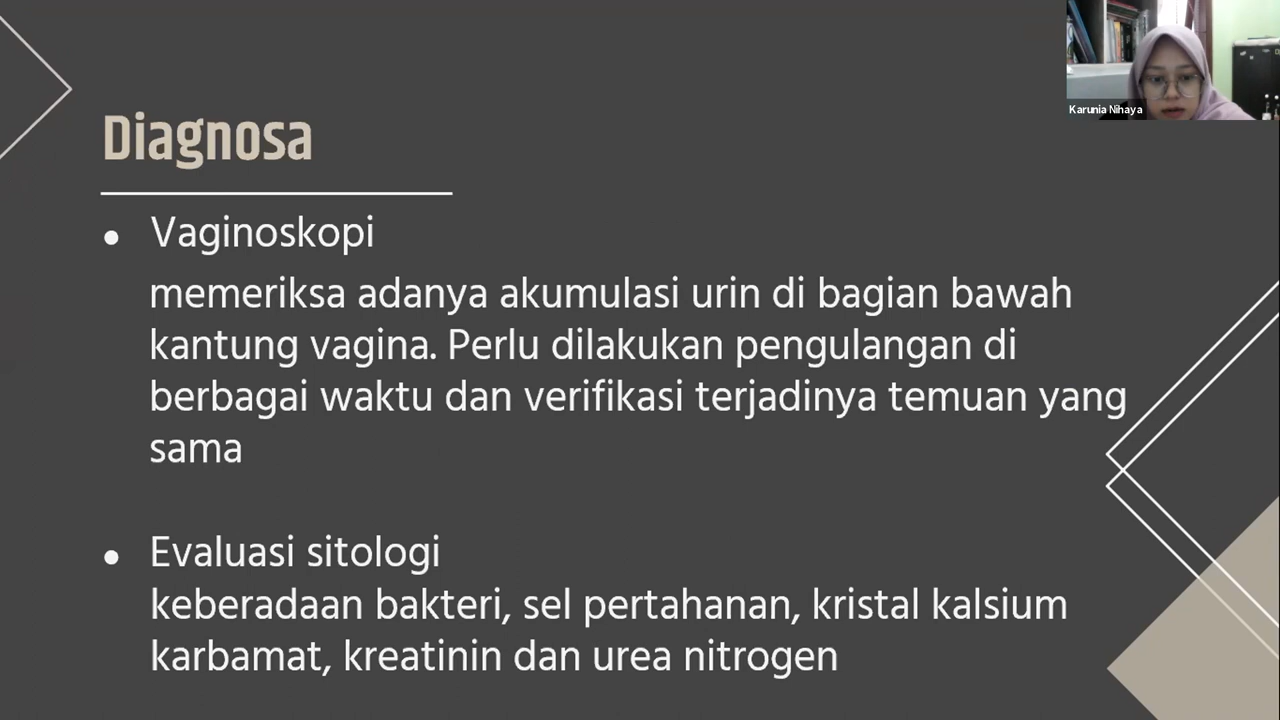 Karunia Nihaya
Diagnosa
● Vaginoskopi
memeriksa adanya akumulasi urin di bagian bawah
kantung vagina. Perlu dilakukan pengulangan di
berbagai waktu dan verifikasi terjadinya temuan yang
sama
● Evaluasi sitologi
keberadaan bakteri, sel pertahanan, kristal kalsium
karbamat, kreatinin dan urea nitrogen